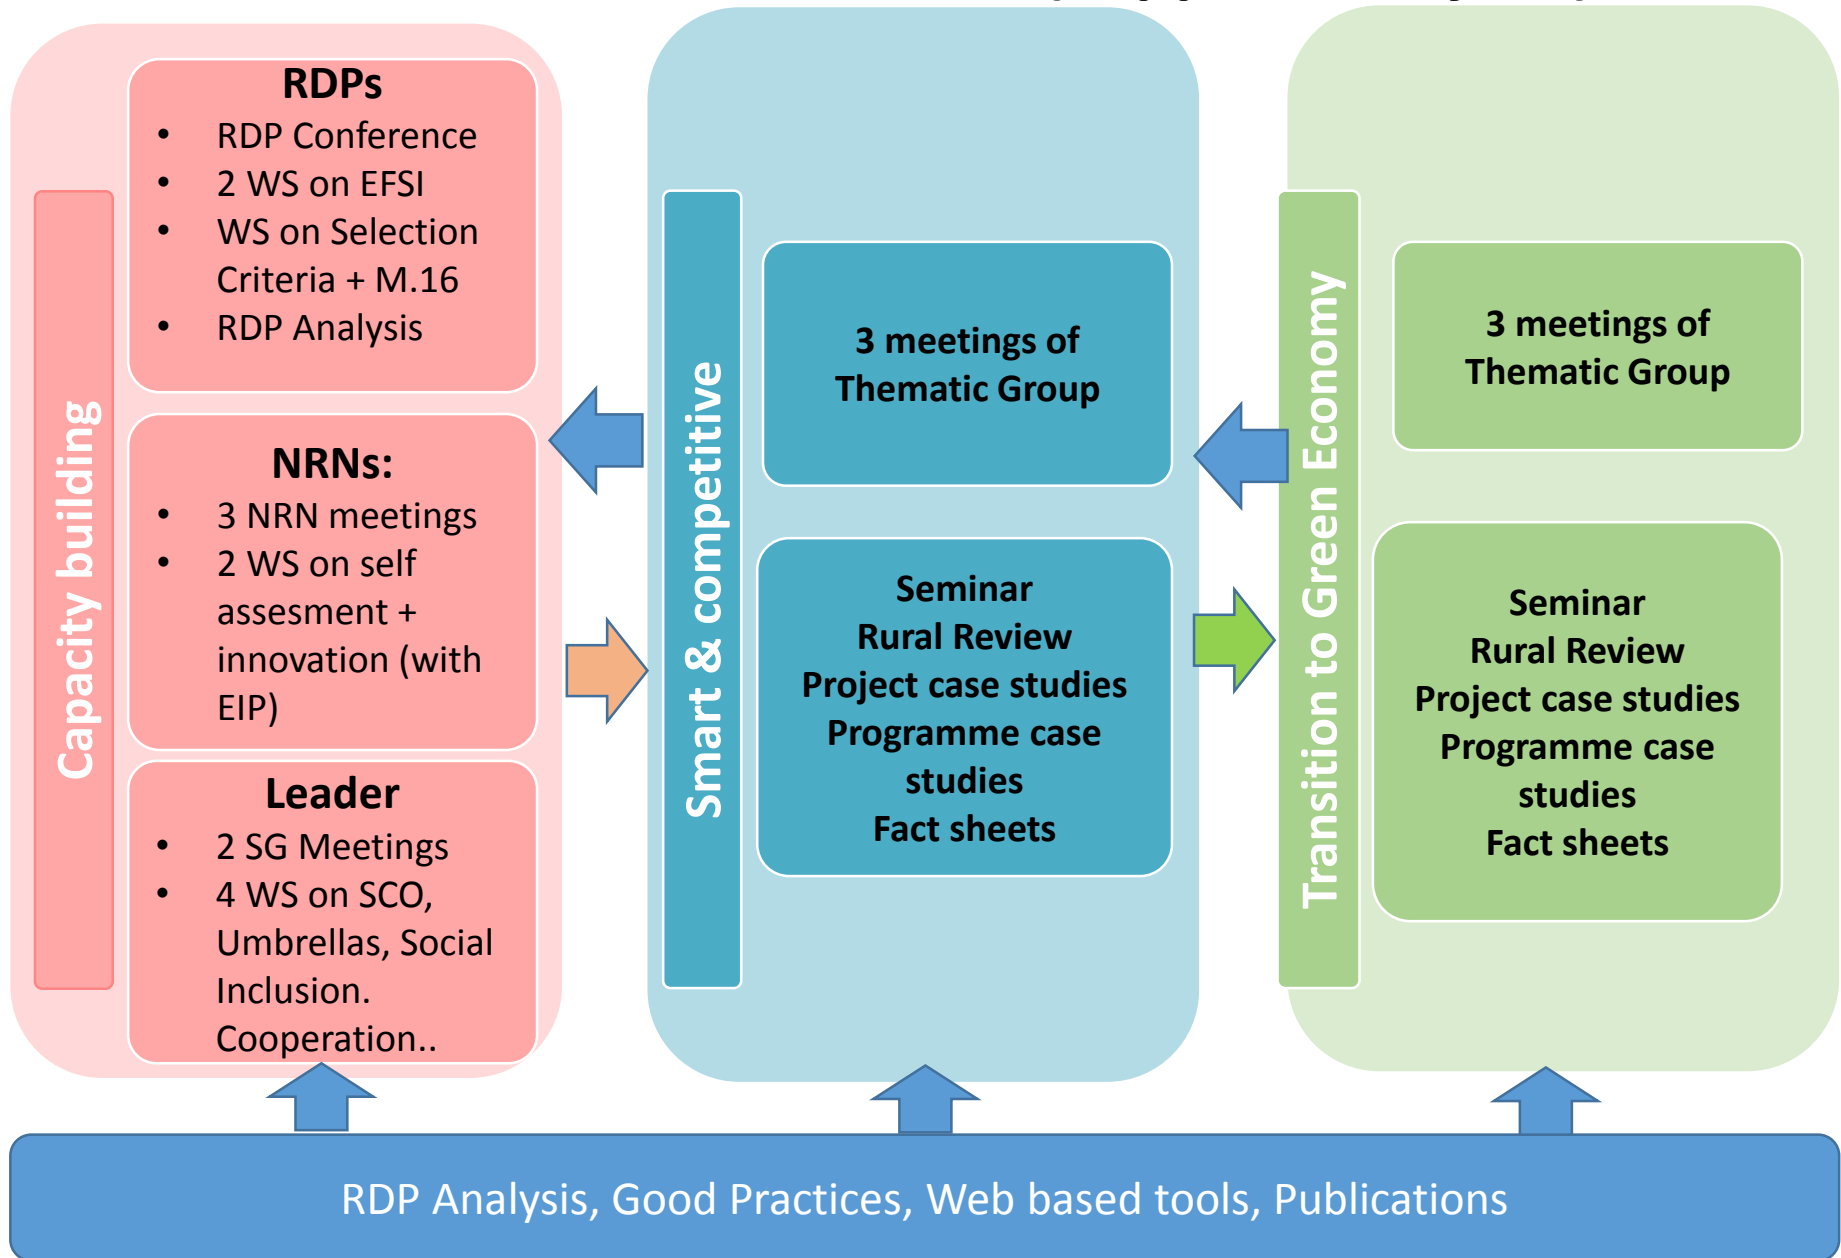 Capacity building
RDPs
• RDP Conference
• 2 WS on EFSI
• WS on Selection
Criteria + M.16
• RDP Analysis
NRNs:
• 3 NRN meetings
• 2 WS on self
assesment +
innovation (with
EIP)
Leader
• 2 SG Meetings
• 4 WS on SCO,
Umbrellas, Social
Inclusion.
Cooperation..
Smart & competitive
3 meetings of
Thematic Group
Seminar
Rural Review
Project case studies
Programme case
studies
Fact sheets
Transition to Green Economy
3 meetings of
Thematic Group
Seminar
Rural Review
Project case studies
Programme case
studies
Fact sheets
RDP Analysis, Good Practices, Web based tools, Publications